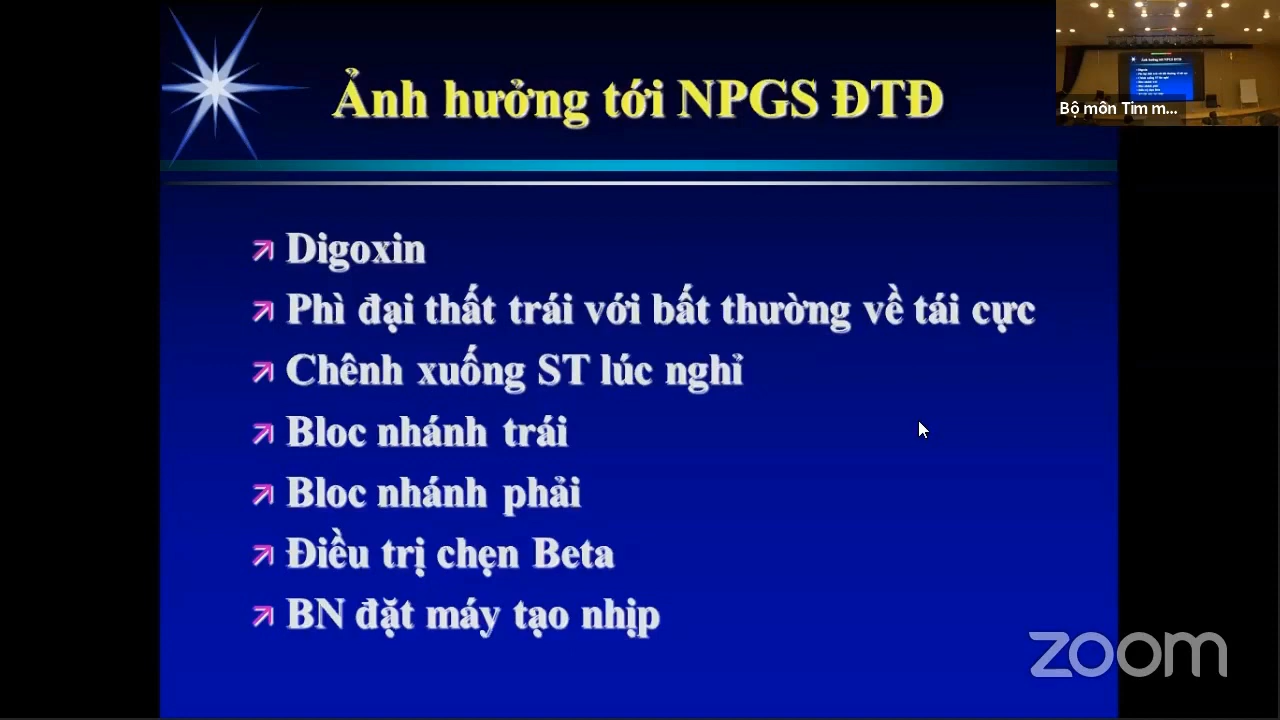 Ảnh hưởng tới NPGS ĐTĐ
Bộ môn Tim m...
Digoxin
Phì đại thất trái với bất thường về tái cực
Chênh xuống ST lúc nghỉ
Bloc nhánh trái
Bloc nhánh phải
Điều trị chẹn Beta
BN đặt máy tạo nhịp
zoom